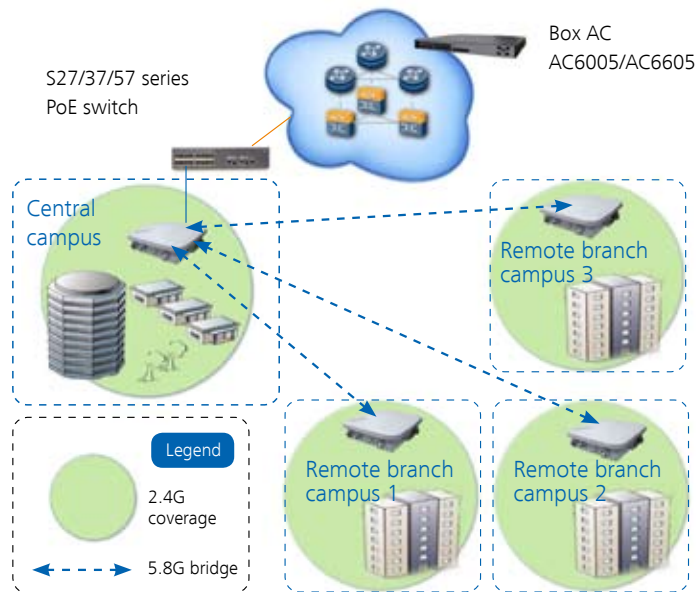 Box AC
AC6005/AC6605
S27/37/57 series
PoE switch
Central
campus
Remote branch
campus 3
Legend
2.4G
coverage
5.8G bridge
Remote branch
campus 1
Remote branch
campus 2